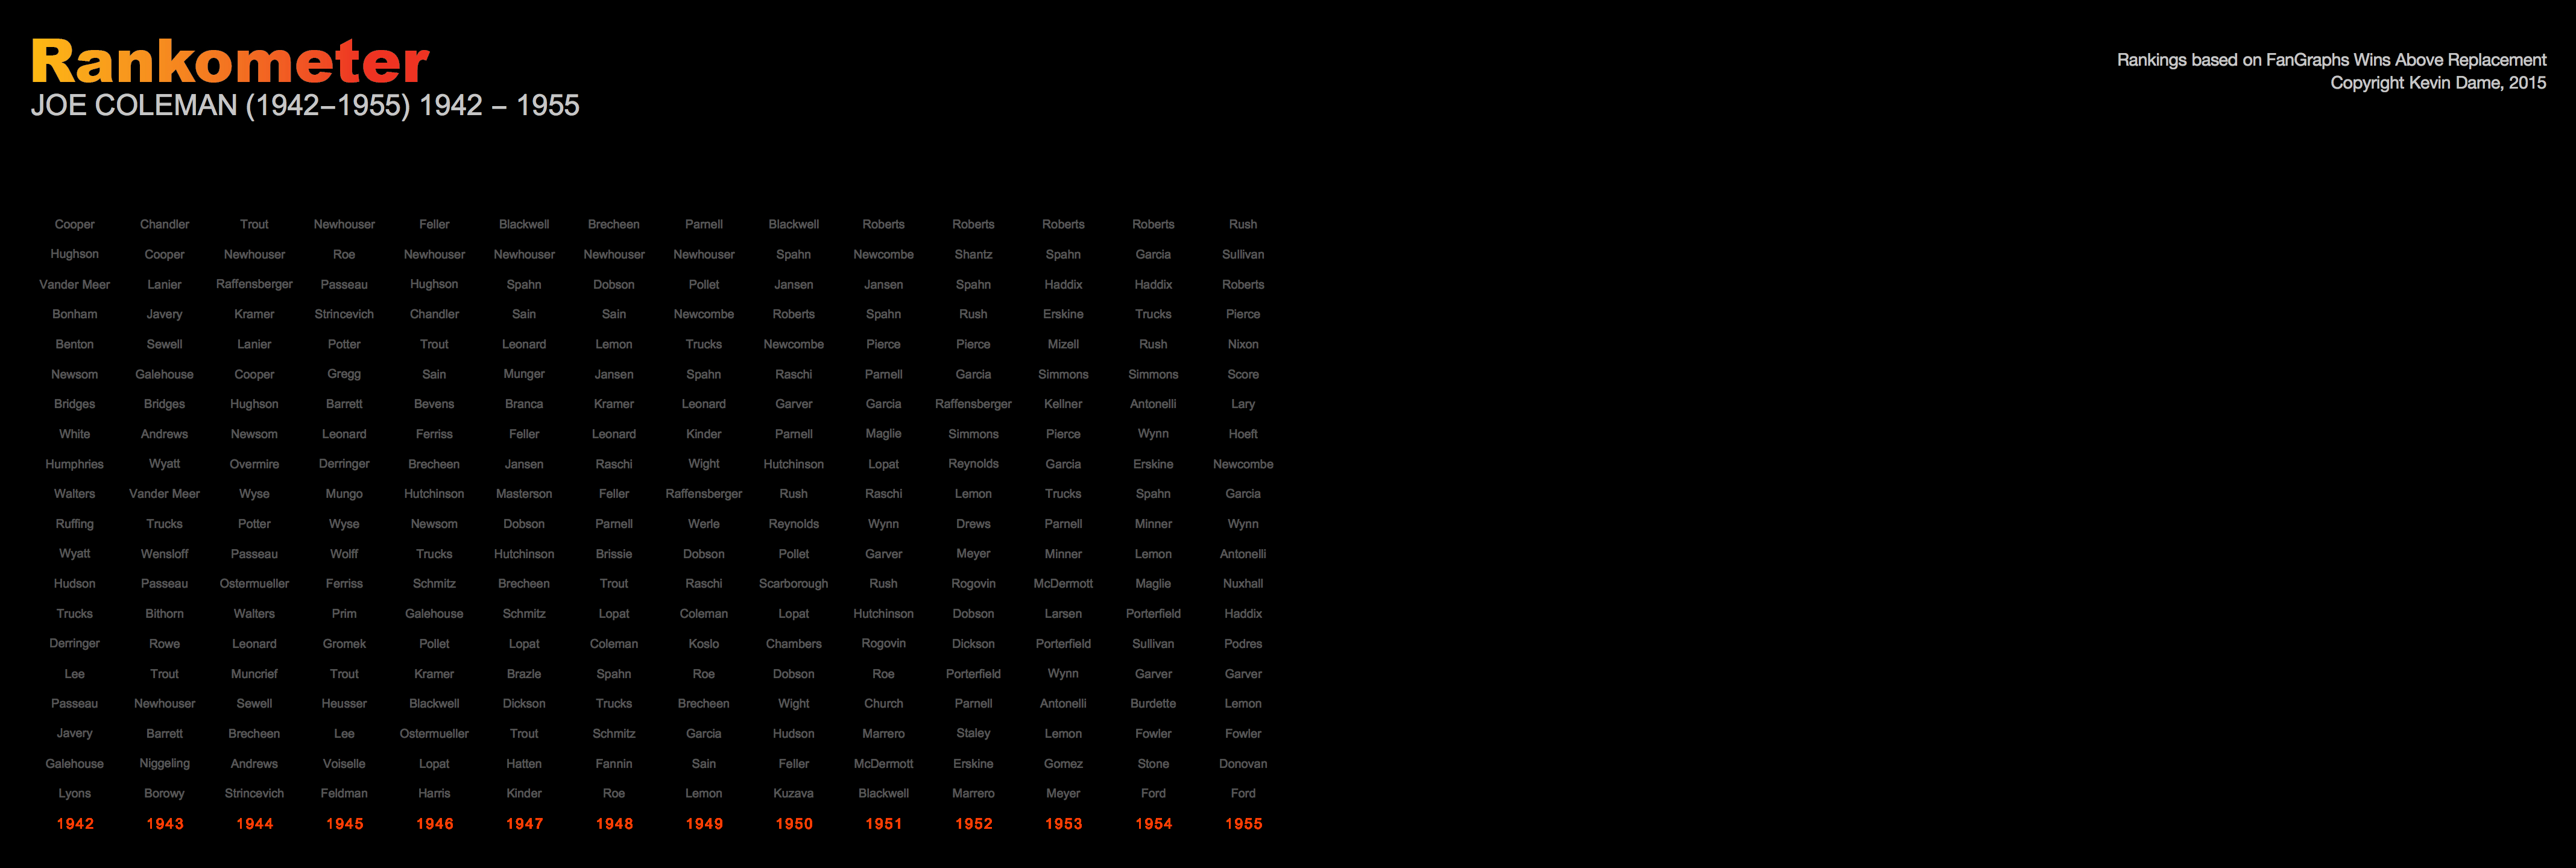 Rankometer
JOE COLEMAN (1942–1955) 1942 – 1955
Rankings based on FanGraphs Wins Above Replacement
Copyright Kevin Dame, 2015
Cooper Chandler Trout Newhouser Feller Blackwell Brecheen Parnell Blackwell Roberts Roberts Roberts Roberts Rush
Hughson Cooper Newhouser Roe Newhouser Newhouser Newhouser Newhouser Spahn Newcombe Shantz Spahn Garcia Sullivan
Vander Meer Lanier Raffensberger Passeau Hughson Spahn Dobson Pollet Jansen Jansen Spahn Haddix Haddix Roberts
Bonham Javery Kramer Strincevich Chandler Sain Sain Newcombe Roberts Spahn Rush Erskine Trucks Pierce
Benton Sewell Lanier Potter Trout Leonard Lemon Trucks Newcombe Pierce Pierce Mizell Rush Nixon
Newsom Galehouse Cooper Gregg Sain Munger Jansen Spahn Raschi Parnell Garcia Simmons Simmons Score
Bridges Bridges Hughson Barrett Bevens Branca Kramer Leonard Garver Garcia Raffensberger Kellner Antonelli Lary
White Andrews Newsom Leonard Ferriss Feller Leonard Kinder Parnell Maglie Simmons Pierce Wynn Hoeft
Humphries Wyatt Overmire Derringer Brecheen Jansen Raschi Wight Hutchinson Lopat Reynolds Garcia Erskine Newcombe
Walters Vander Meer Wyse Mungo Hutchinson Masterson Feller Raffensberger Rush Raschi Lemon Trucks Spahn Garcia
Ruffing Trucks Potter Wyse Newsom Dobson Parnell Werle Reynolds Wynn Drews Parnell Minner Wynn
Wyatt Wensloff Passeau Wolff Trucks Hutchinson Brissie Dobson Pollet Garver Meyer Minner Lemon Antonelli
Hudson Passeau Ostermueller Ferriss Schmitz Brecheen Trout Raschi Scarborough Rush Rogovin McDermott Maglie Nuxhall
Trucks Bithorn Walters Prim Galehouse Schmitz Lopat Coleman Lopat Hutchinson Dobson Larsen Porterfield Haddix
Derringer Rowe Leonard Gromek Pollet Lopat Coleman Koslo Chambers Rogovin Dickson Porterfield Sullivan Podres
Lee Trout Muncrief Trout Kramer Brazle Spahn Roe Dobson Roe Porterfield Wynn Garver Garver
Passeau Newhouser Sewell Heusser Blackwell Dickson Trucks Brecheen Wight Church Parnell Antonelli Burdette Lemon
Javery Barrett Brecheen Lee Ostermueller Trout Schmitz Garcia Hudson Marrero Staley Lemon Fowler Fowler
Galehouse Niggeling Andrews Voiselle Lopat Hatten Fannin Sain Feller McDermott Erskine Gomez Stone Donovan
Lyons Borowy Strincevich Feldman Harris Kinder Roe Lemon Kuzava Blackwell Marrero Meyer Ford Ford
1942 1943 1944 1945 1946 1947 1948 1949 1950 1951 1952 1953 1954 1955